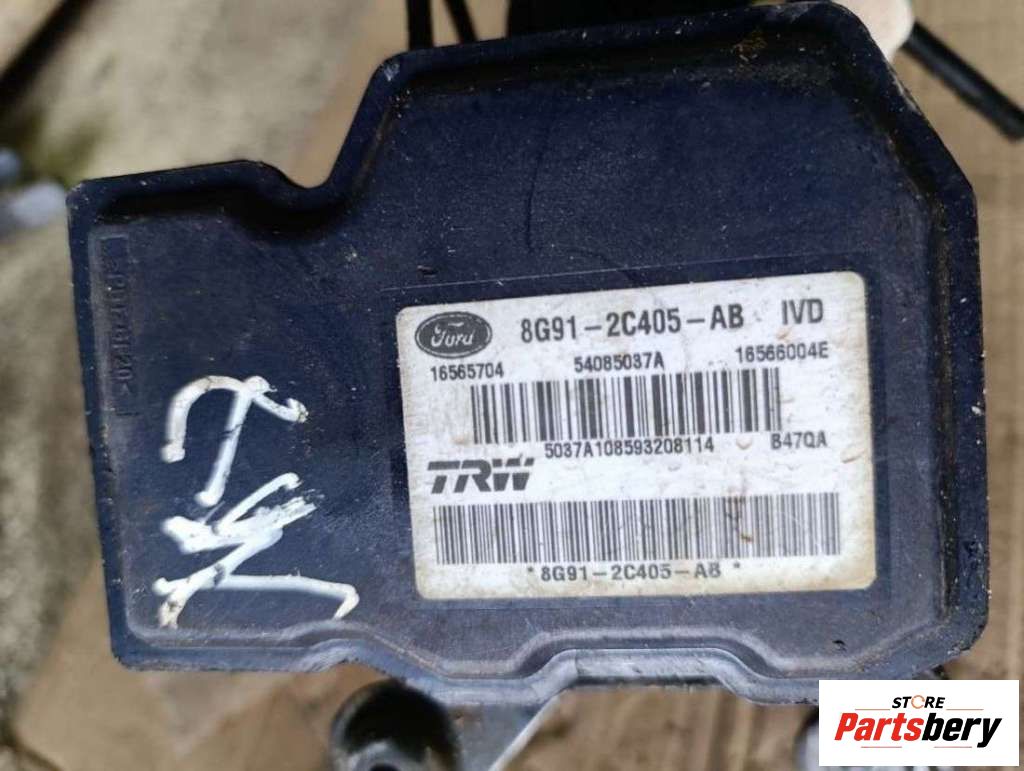 Ford 8G91-2C405-AB IVD
16565704 54085037A 16566004E
5037A108593208114 B47QA
TRW
*8G91-2C405-AB*
STORE
Partsbery